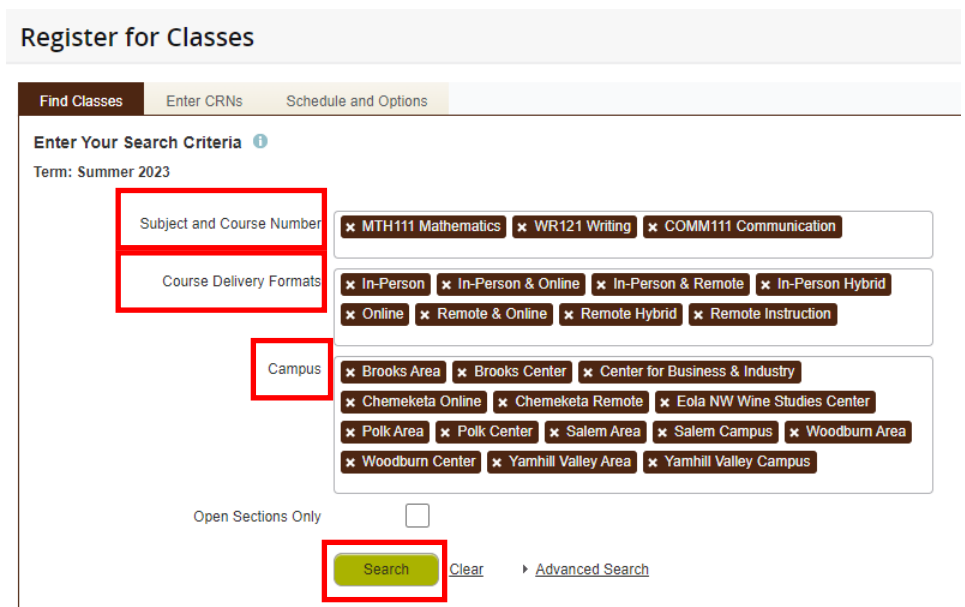 Register for Classes
Find Classes Enter CRNs Schedule and Options
Enter Your Search Criteria
Term: Summer 2023
Subject and Course Number × MTH111 Mathematics × WR121 Writing × COMM111 Communication
Course Delivery Formats × In-Person × In-Person & Online × In-Person & Remote × In-Person Hybrid
× Online × Remote & Online × Remote Hybrid × Remote Instruction
Campus × Brooks Area × Brooks Center × Center for Business & Industry
× Chemeketa Online × Chemeketa Remote × Eola NW Wine Studies Center
× Polk Area × Polk Center × Salem Area × Salem Campus × Woodburn Area
× Woodburn Center × Yamhill Valley Area × Yamhill Valley Campus
Open Sections Only
Search Clear Advanced Search